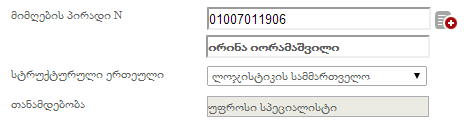 მიმღების პირადი N 01007011906
ირინა იორამაშვილი
სტრუქტურული ერთეული ლოჯისტიკის სამმართველო
თანამდებობა უფროსი სპეციალისტი